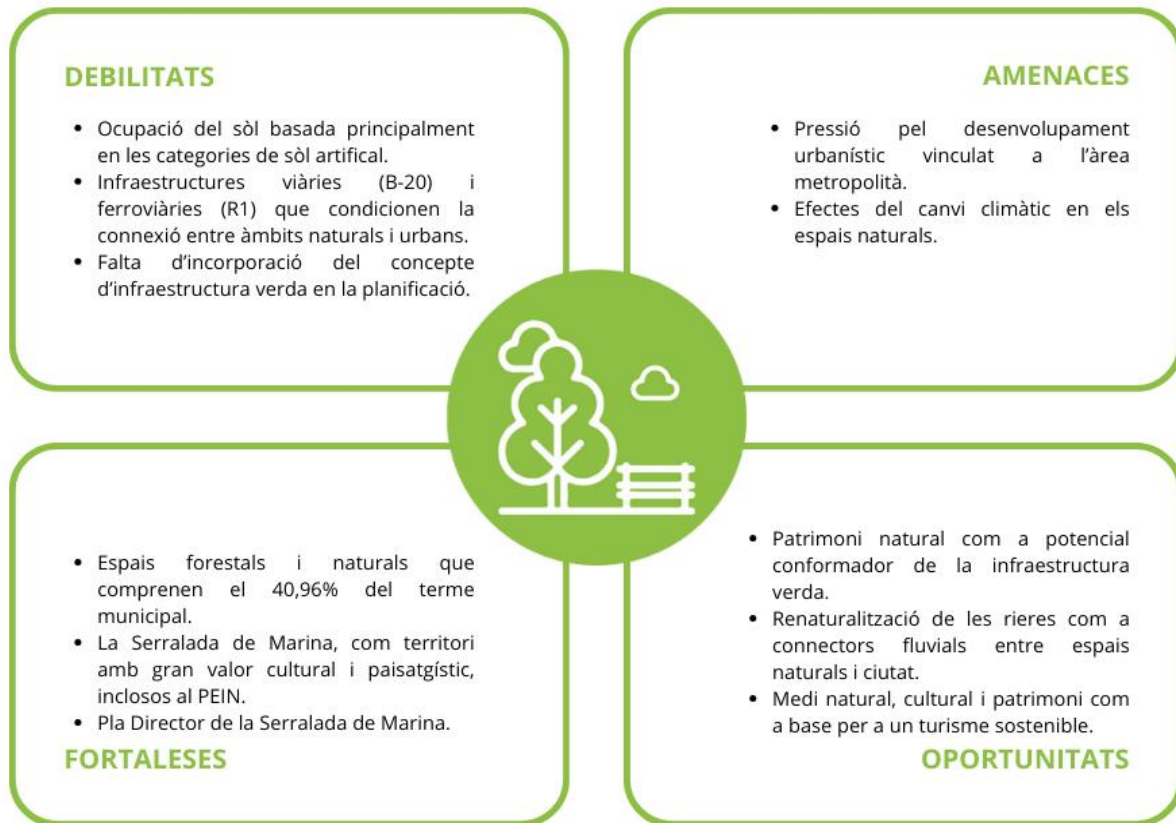 DEBILITATS
• Ocupació del sòl basada principalment
en les categories de sòl artifical.
• Infraestructures viàries (B-20) i
ferroviàries (R1) que condicionen la
connexió entre àmbits naturals i urbans.
• Falta d'incorporació del concepte
d'infraestructura verda en la planificació.
AMENACES
• Pressió pel desenvolupament
urbanístic vinculat a l'àrea
metropolità.
• Efectes del canvi climàtic en els
espais naturals.
• Espais forestals i naturals que
comprenen el 40,96% del terme
municipal.
• La Serralada de Marina, com territori
amb gran valor cultural i paisatgístic,
inclosos al PEIN.
• Pla Director de la Serralada de Marina.
FORTALESES
• Patrimoni natural com a potencial
conformador de la infraestructura
verda.
• Renaturalització de les rieres com a
connectors fluvials entre espais
naturals i ciutat.
• Medi natural, cultural i patrimoni com
a base per a un turisme sostenible.
OPORTUNITATS